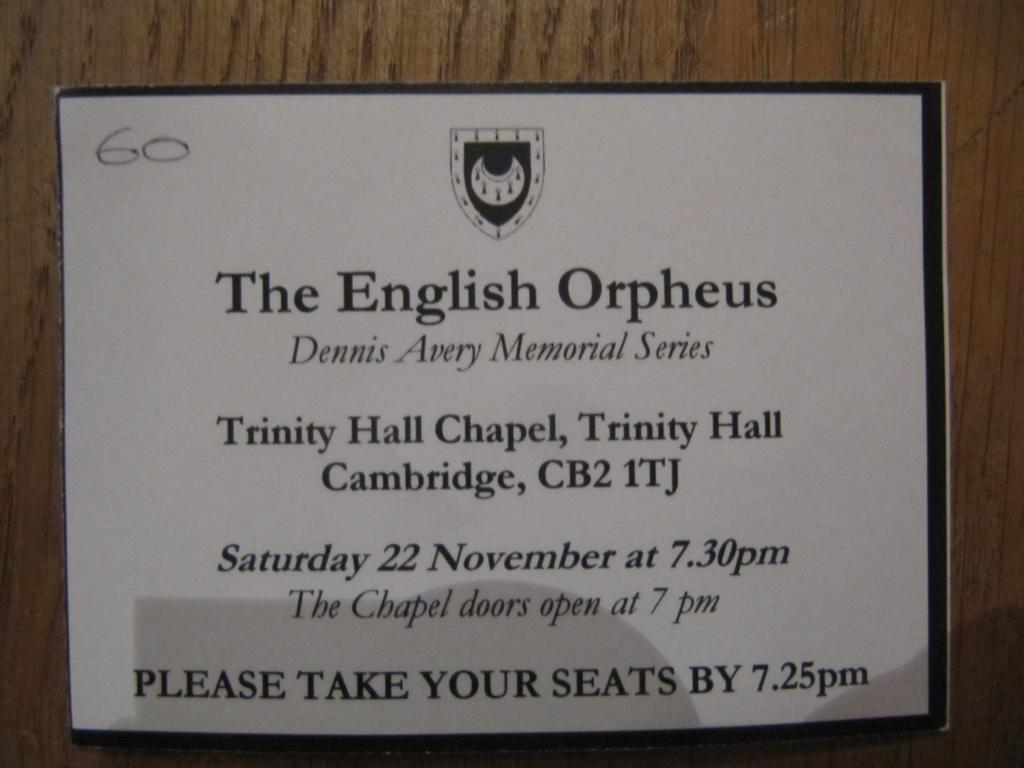 60
The English Orpheus
Dennis Avery Memorial Series
Trinity Hall Chapel, Trinity Hall
Cambridge, CB2 1TJ
Saturday 22 November at 7.30pm
The Chapel doors open at 7 pm
PLEASE TAKE YOUR SEATS BY 7.25pm